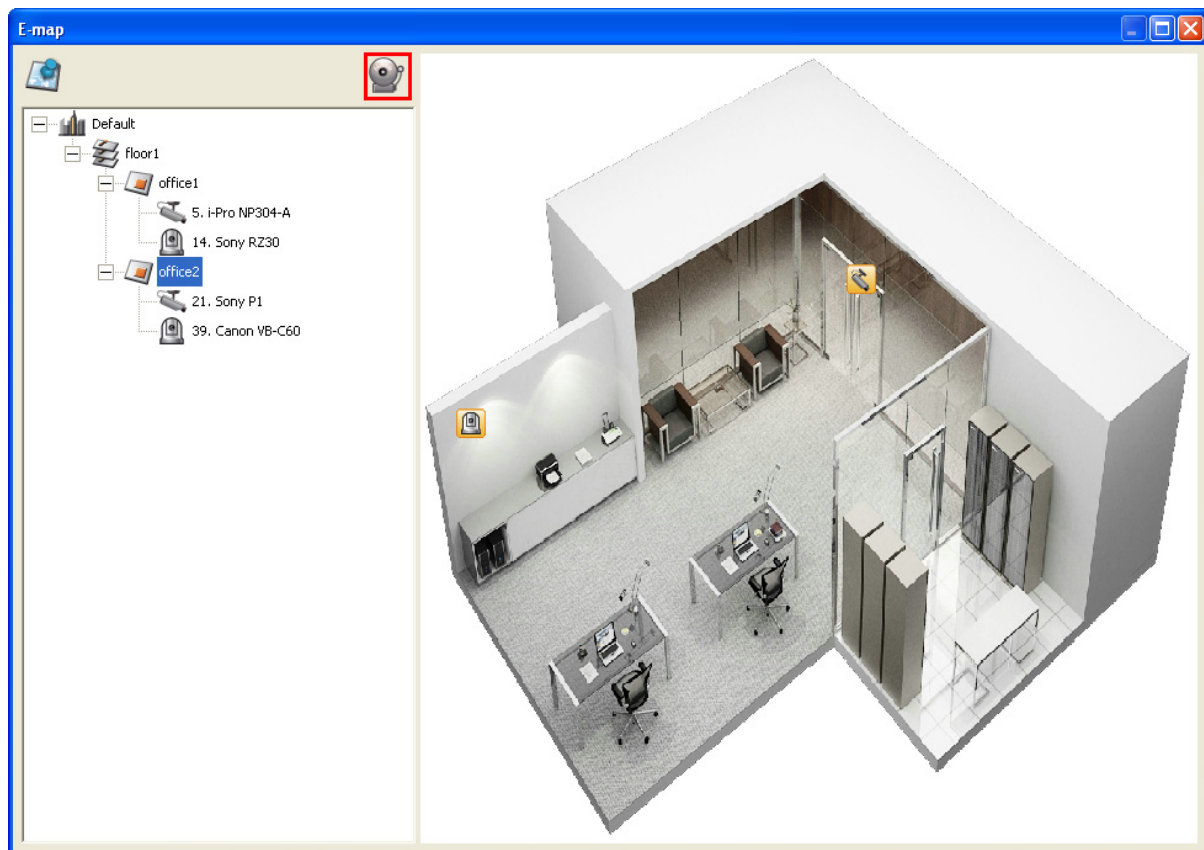 E-map
Default
floor1
office1
5. i-Pro NP304-A
14. Sony RZ30
office2
21. Sony P1
39. Canon VB-C60